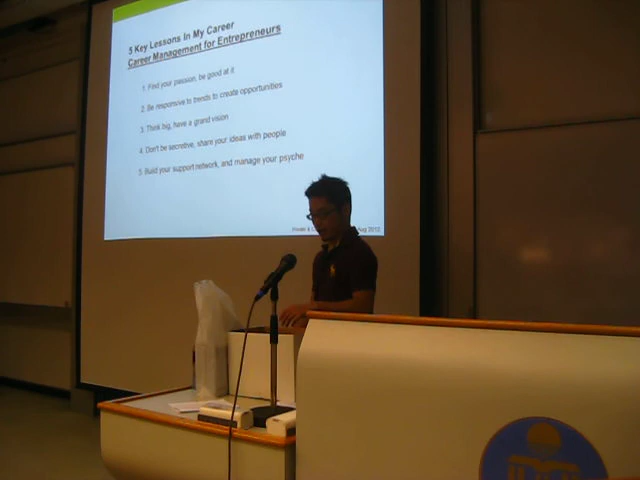 5 Key Lessons In My Career
Career Management for Entrepreneurs
1. Find your passion, be good at it
2. Be responsive to trends to create opportunities
3. Think big, have a grand vision
4. Don't be secretive, share your ideas with people
5. Build your support network, and manage your psyche
Aug 2012